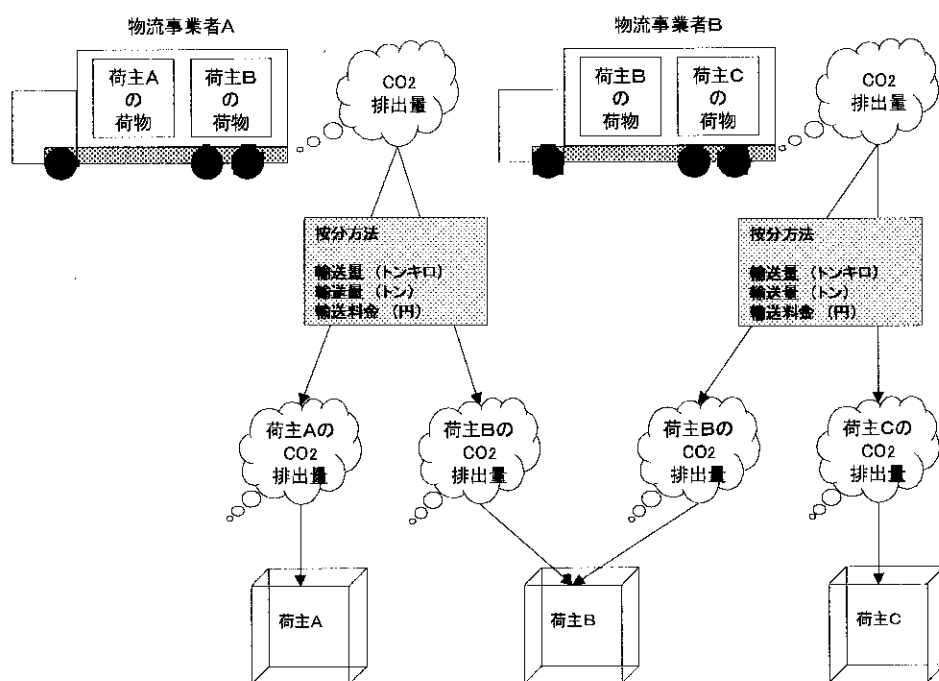 物流事業者A
荷主A
の
荷物
荷主B
の
荷物
CO2
排出量
物流事業者B
荷主B
の
荷物
荷主C
の
荷物
CO2
排出量
按分方法
輸送量（トンキロ）
輸送量（トン）
輸送料金（円）
按分方法
輸送量（トンキロ）
輸送量（トン）
輸送料金（円）
荷主Aの
CO2
排出量
荷主Bの
CO2
排出量
荷主Bの
CO2
排出量
荷主Cの
CO2
排出量
荷主A
荷主B
荷主C